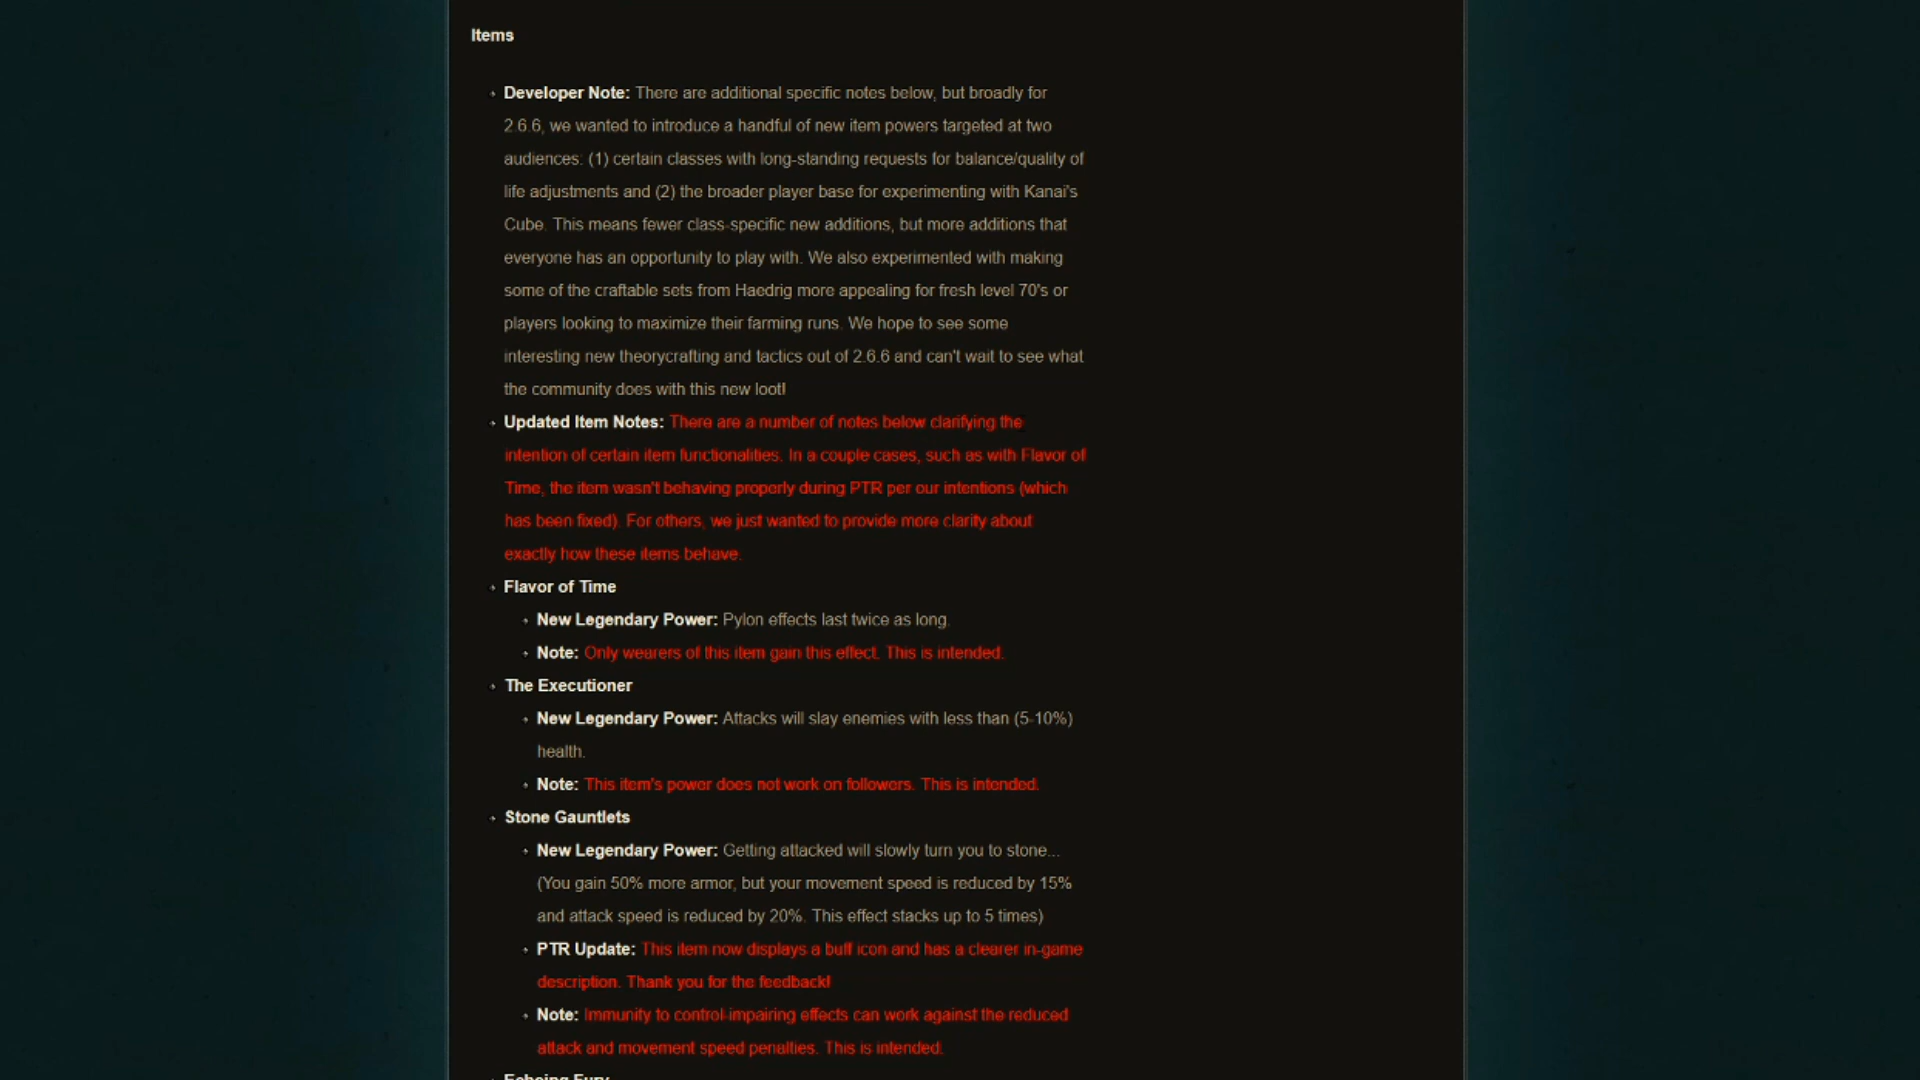 Items
Developer Note: There are additional specific notes below, but broadly for
2.6.6, we wanted to introduce a handful of new item powers targeted at two
audiences: (1) certain classes with long-standing requests for balance/quality of
life adjustments and (2) the broader player base for experimenting with Kanai's
Cube. This means fewer class-specific new additions, but more additions that
everyone has an opportunity to play with. We also experimented with making
some of the craftable sets from Haedrig more appealing for fresh level 70's or
players looking to maximize their farming runs. We hope to see some
interesting new theorycrafting and tactics out of 2.6.6 and can't wait to see what
the community does with this new loot!
Updated Item Notes: There are a number of notes below clarifying the
intention of certain item functionalities. In a couple cases, such as with Flavor of
Time, the item wasn't behaving properly during PTR per our intentions (which
has been fixed). For others, we just wanted to provide more clarity about
exactly how these items behave.
Flavor of Time
New Legendary Power: Pylon effects last twice as long.
Note: Only wearers of this item gain this effect. This is intended.
The Executioner
New Legendary Power: Attacks will slay enemies with less than (5-10%)
health.
Note: This item's power does not work on followers. This is intended.
Stone Gauntlets
New Legendary Power: Getting attacked will slowly turn you to stone...
(You gain 50% more armor, but your movement speed is reduced by 15%
and attack speed is reduced by 20%. This effect stacks up to 5 times)
PTR Update: This item now displays a buff icon and has a clearer in-game
description. Thank you for the feedback!
Note: Immunity to control-impairing effects can work against the reduced
attack and movement speed penalties. This is intended.
Echoing Fury